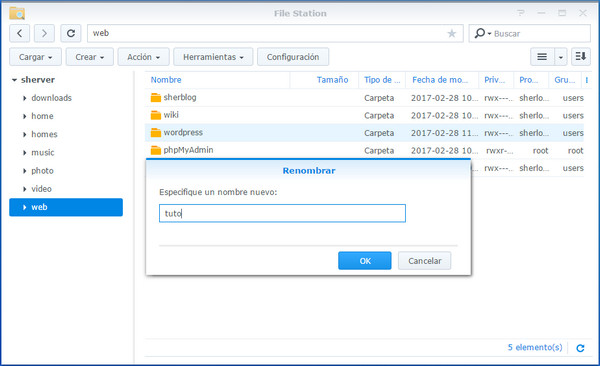 File Station
web
Buscar
Cargar Crear Acción Herramientas Configuración
sherver
downloads
home
homes
music
photo
video
web
Nombre Tamaño Tipo de ... Fecha de mo... Privi... Pro... Gru...
sherblog Carpeta 2017-02-28 10... rwx---... sherlo... users
wiki Carpeta 2017-02-28 10... rwx---... sherlo... users
wordpress Carpeta 2017-02-28 11... rwx---... sherlo... users
phpMyAdmin Carpeta 2017-02-28 10... rwxr-... root root
rwx---... sherlo... users
Renombrar
Especifique un nombre nuevo:
tuto
OK Cancelar
5 elemento(s)